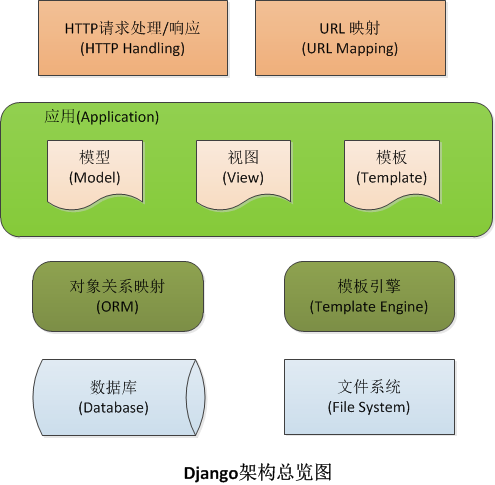 HTTP请求处理/响应
(HTTP Handling)
URL 映射
(URL Mapping)
应用(Application)
模型
(Model)
视图
(View)
模板
(Template)
对象关系映射
(ORM)
模板引擎
(Template Engine)
数据库
(Database)
文件系统
(File System)
Django架构总览图